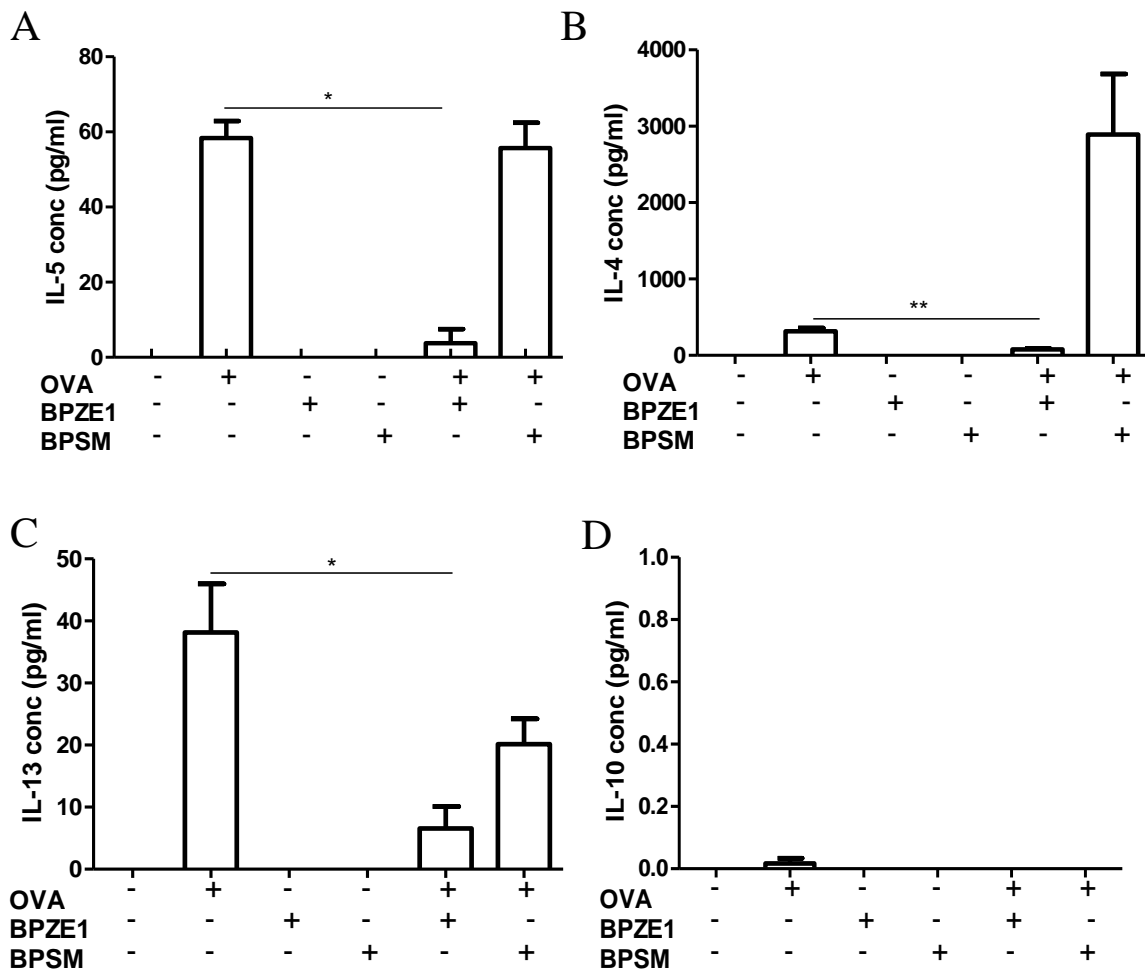 A
IL-5 conc (pg/ml)
80
60
40
20
0
*
OVA - + - - + +
BPZE1 - - + - + -
BPSM - - - + - +
B
IL-4 conc (pg/ml)
4000
3000
2000
1000
0
**
OVA - + - - + +
BPZE1 - - + - + -
BPSM - - - + - +
C
IL-13 conc (pg/ml)
50
40
30
20
10
0
*
OVA - + - - + +
BPZE1 - - + - + -
BPSM - - - + - +
D
IL-10 conc (pg/ml)
1.0
0.8
0.6
0.4
0.2
0.0
OVA - + - - + +
BPZE1 - - + - + -
BPSM - - - + - +